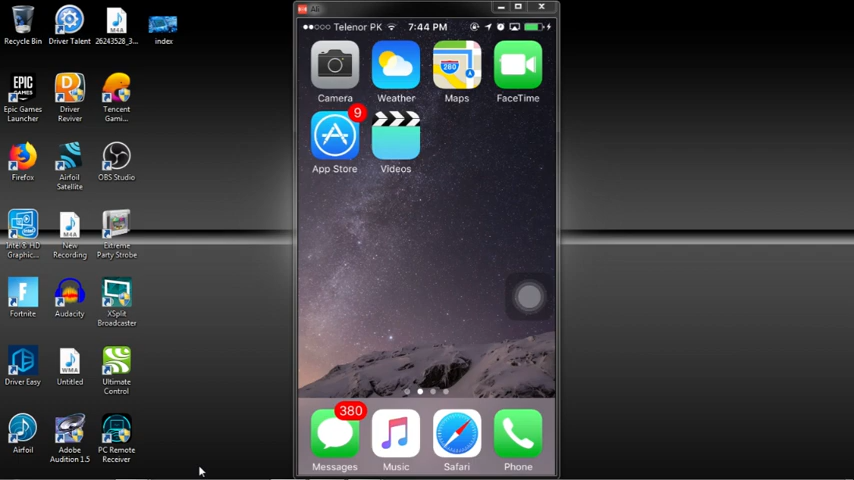 Recycle Bin
Driver Talent
26243528_3...
index
EPIC
GAMES
Epic Games
Launcher
Driver
Reviver
Tencent
Gami...
Firefox
Airfoil
Satellite
OBS Studio
Intel® HD
Graphic...
M4A
New
Recording
Extreme
Party Strobe
Fortnite
Audacity
XSplit
Broadcaster
Driver Easy
WMA
Untitled
Ultimate
Control
Airfoil
Adobe
Audition 1.5
PC Remote
Receiver
Telenor PK
7:44 PM
Camera
Weather
280
Maps
FaceTime
9
App Store
Videos
380
Messages
Music
Safari
Phone